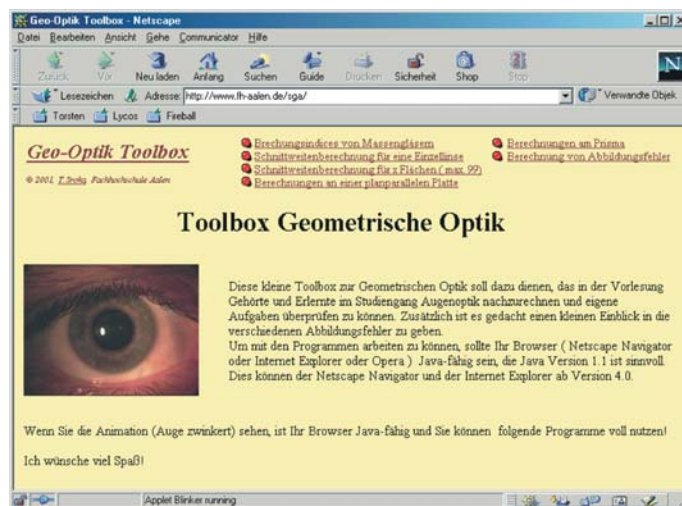 Geo-Optik Toolbox - Netscape
Datei Bearbeiten Ansicht Gehe Communicator Hilfe
Zurück Vor Neu laden Anfang Suchen Guide Drucken Sicherheit Shop Stop
Lesezeichen Adresse: http://www.fh-aalen.de/sga/ Verwandte Objek
Torsten Lycos Fireball
Geo-Optik Toolbox
© 2001, Fachhochschule Aalen
Brechungsindices von Massengläsern
Schnittweitenberechnung für eine Einzellinse
Schnittweitenberechnung für x Flächen ( max. 99)
Berechnungen an einer planparallelen Platte
Berechnungen am Prisma
Berechnung von Abbildungsfehler
Toolbox Geometrische Optik
Diese kleine Toolbox zur Geometrischen Optik soll dazu dienen, das in der Vorlesung
Gehörte und Erlernte im Studiengang Augenoptik nachzurechnen und eigene
Aufgaben überprüfen zu können. Zusätzlich ist es gedacht einen kleinen Einblick in die
verschiedenen Abbildungsfehler zu geben.
Um mit den Programmen arbeiten zu können, sollte Ihr Browser ( Netscape Navigator
oder Internet Explorer oder Opera ) Java-fähig sein, die Java Version 1.1 ist sinnvoll.
Dies können der Netscape Navigator und der Internet Explorer ab Version 4.0.
Wenn Sie die Animation (Auge zwinkert) sehen, ist Ihr Browser Java-fähig und Sie können folgende Programme voll nutzen!
Ich wünsche viel Spaß!
Applet Blinker running